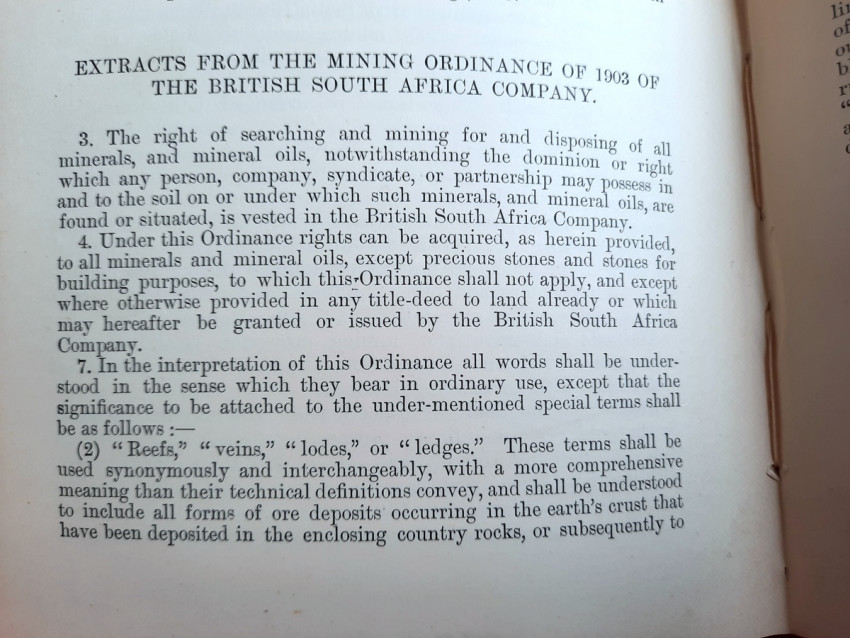 EXTRACTS FROM THE MINING ORDINANCE OF 1903 OF
THE BRITISH SOUTH AFRICA COMPANY.
3. The right of searching and mining for and disposing of all
minerals, and mineral oils, notwithstanding the dominion or right
which any person, company, syndicate, or partnership may possess in
and to the soil on or under which such minerals, and mineral oils, are
found or situated, is vested in the British South Africa Company.
4. Under this Ordinance rights can be acquired, as herein provided,
to all minerals and mineral oils, except precious stones and stones for
building purposes, to which this Ordinance shall not apply, and except
where otherwise provided in any title-deed to land already or which
may hereafter be granted or issued by the British South Africa
Company.
7. In the interpretation of this Ordinance all words shall be under-
stood in the sense which they bear in ordinary use, except that the
significance to be attached to the under-mentioned special terms shall
be as follows :—
(2) “ Reefs,” “ veins,” “ lodes,” or “ ledges.” These terms shall be
used synonymously and interchangeably, with a more comprehensive
meaning than their technical definitions convey, and shall be understood
to include all forms of ore deposits occurring in the earth’s crust that
have been deposited in the enclosing country rocks, or subsequently to